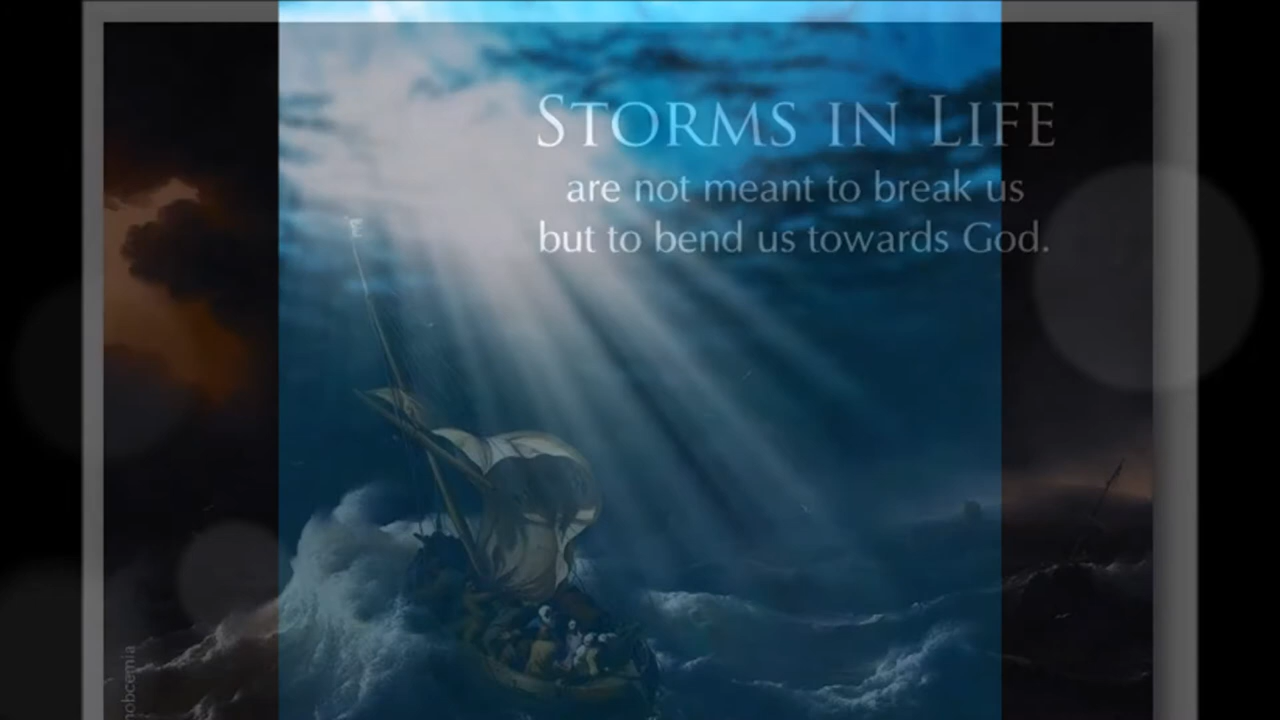 STORMS IN LIFE
are not meant to break us
but to bend us towards God.